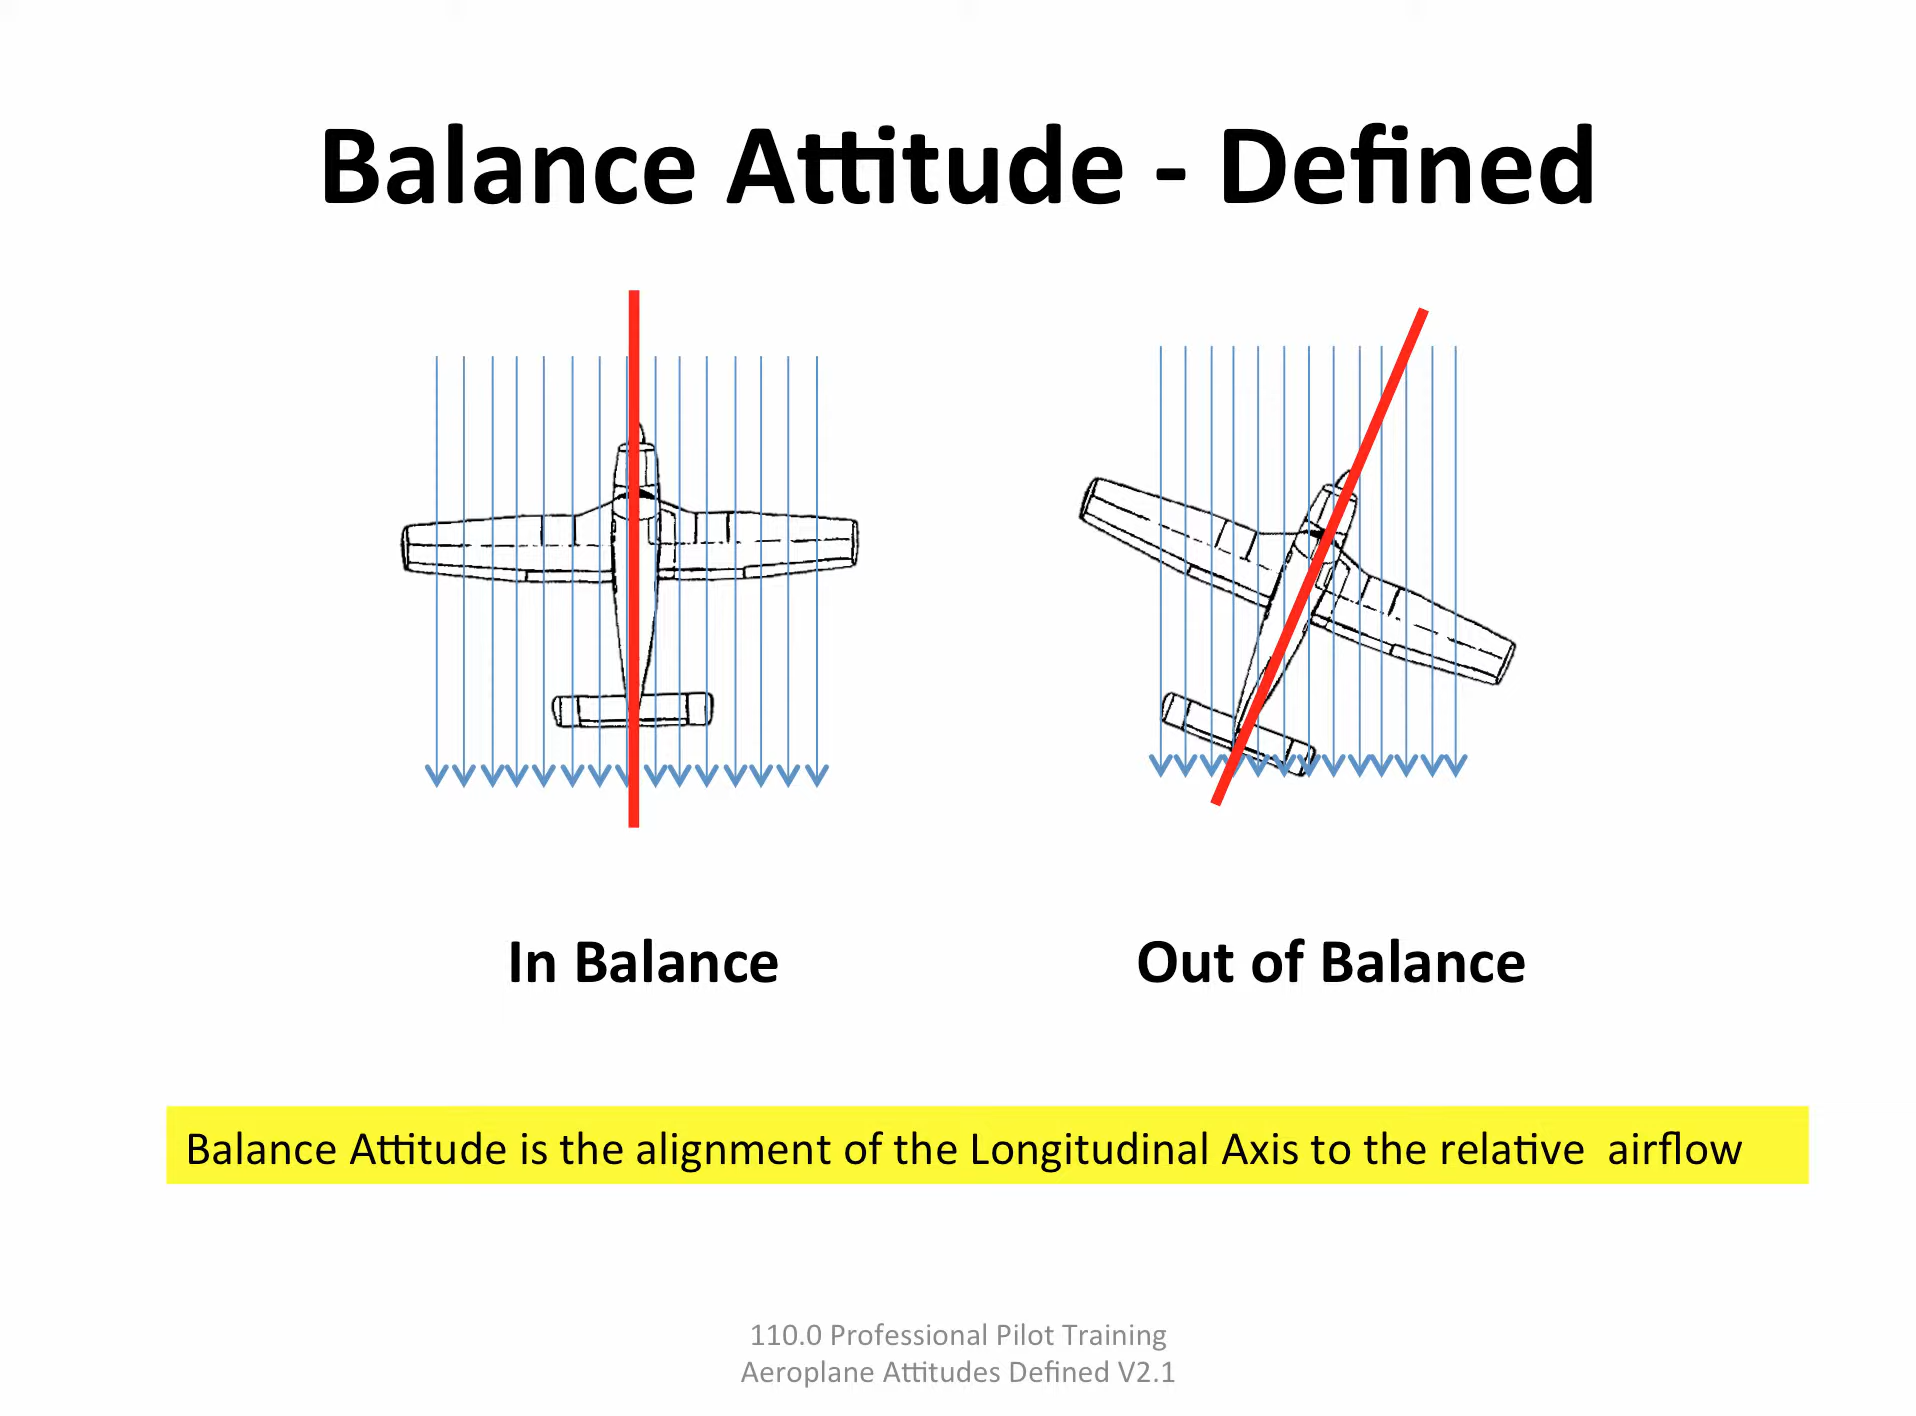 Balance Attitude - Defined
In Balance
Out of Balance
Balance Attitude is the alignment of the Longitudinal Axis to the relative  airflow
110.0 Professional Pilot Training
Aeroplane Attitudes Defined V2.1